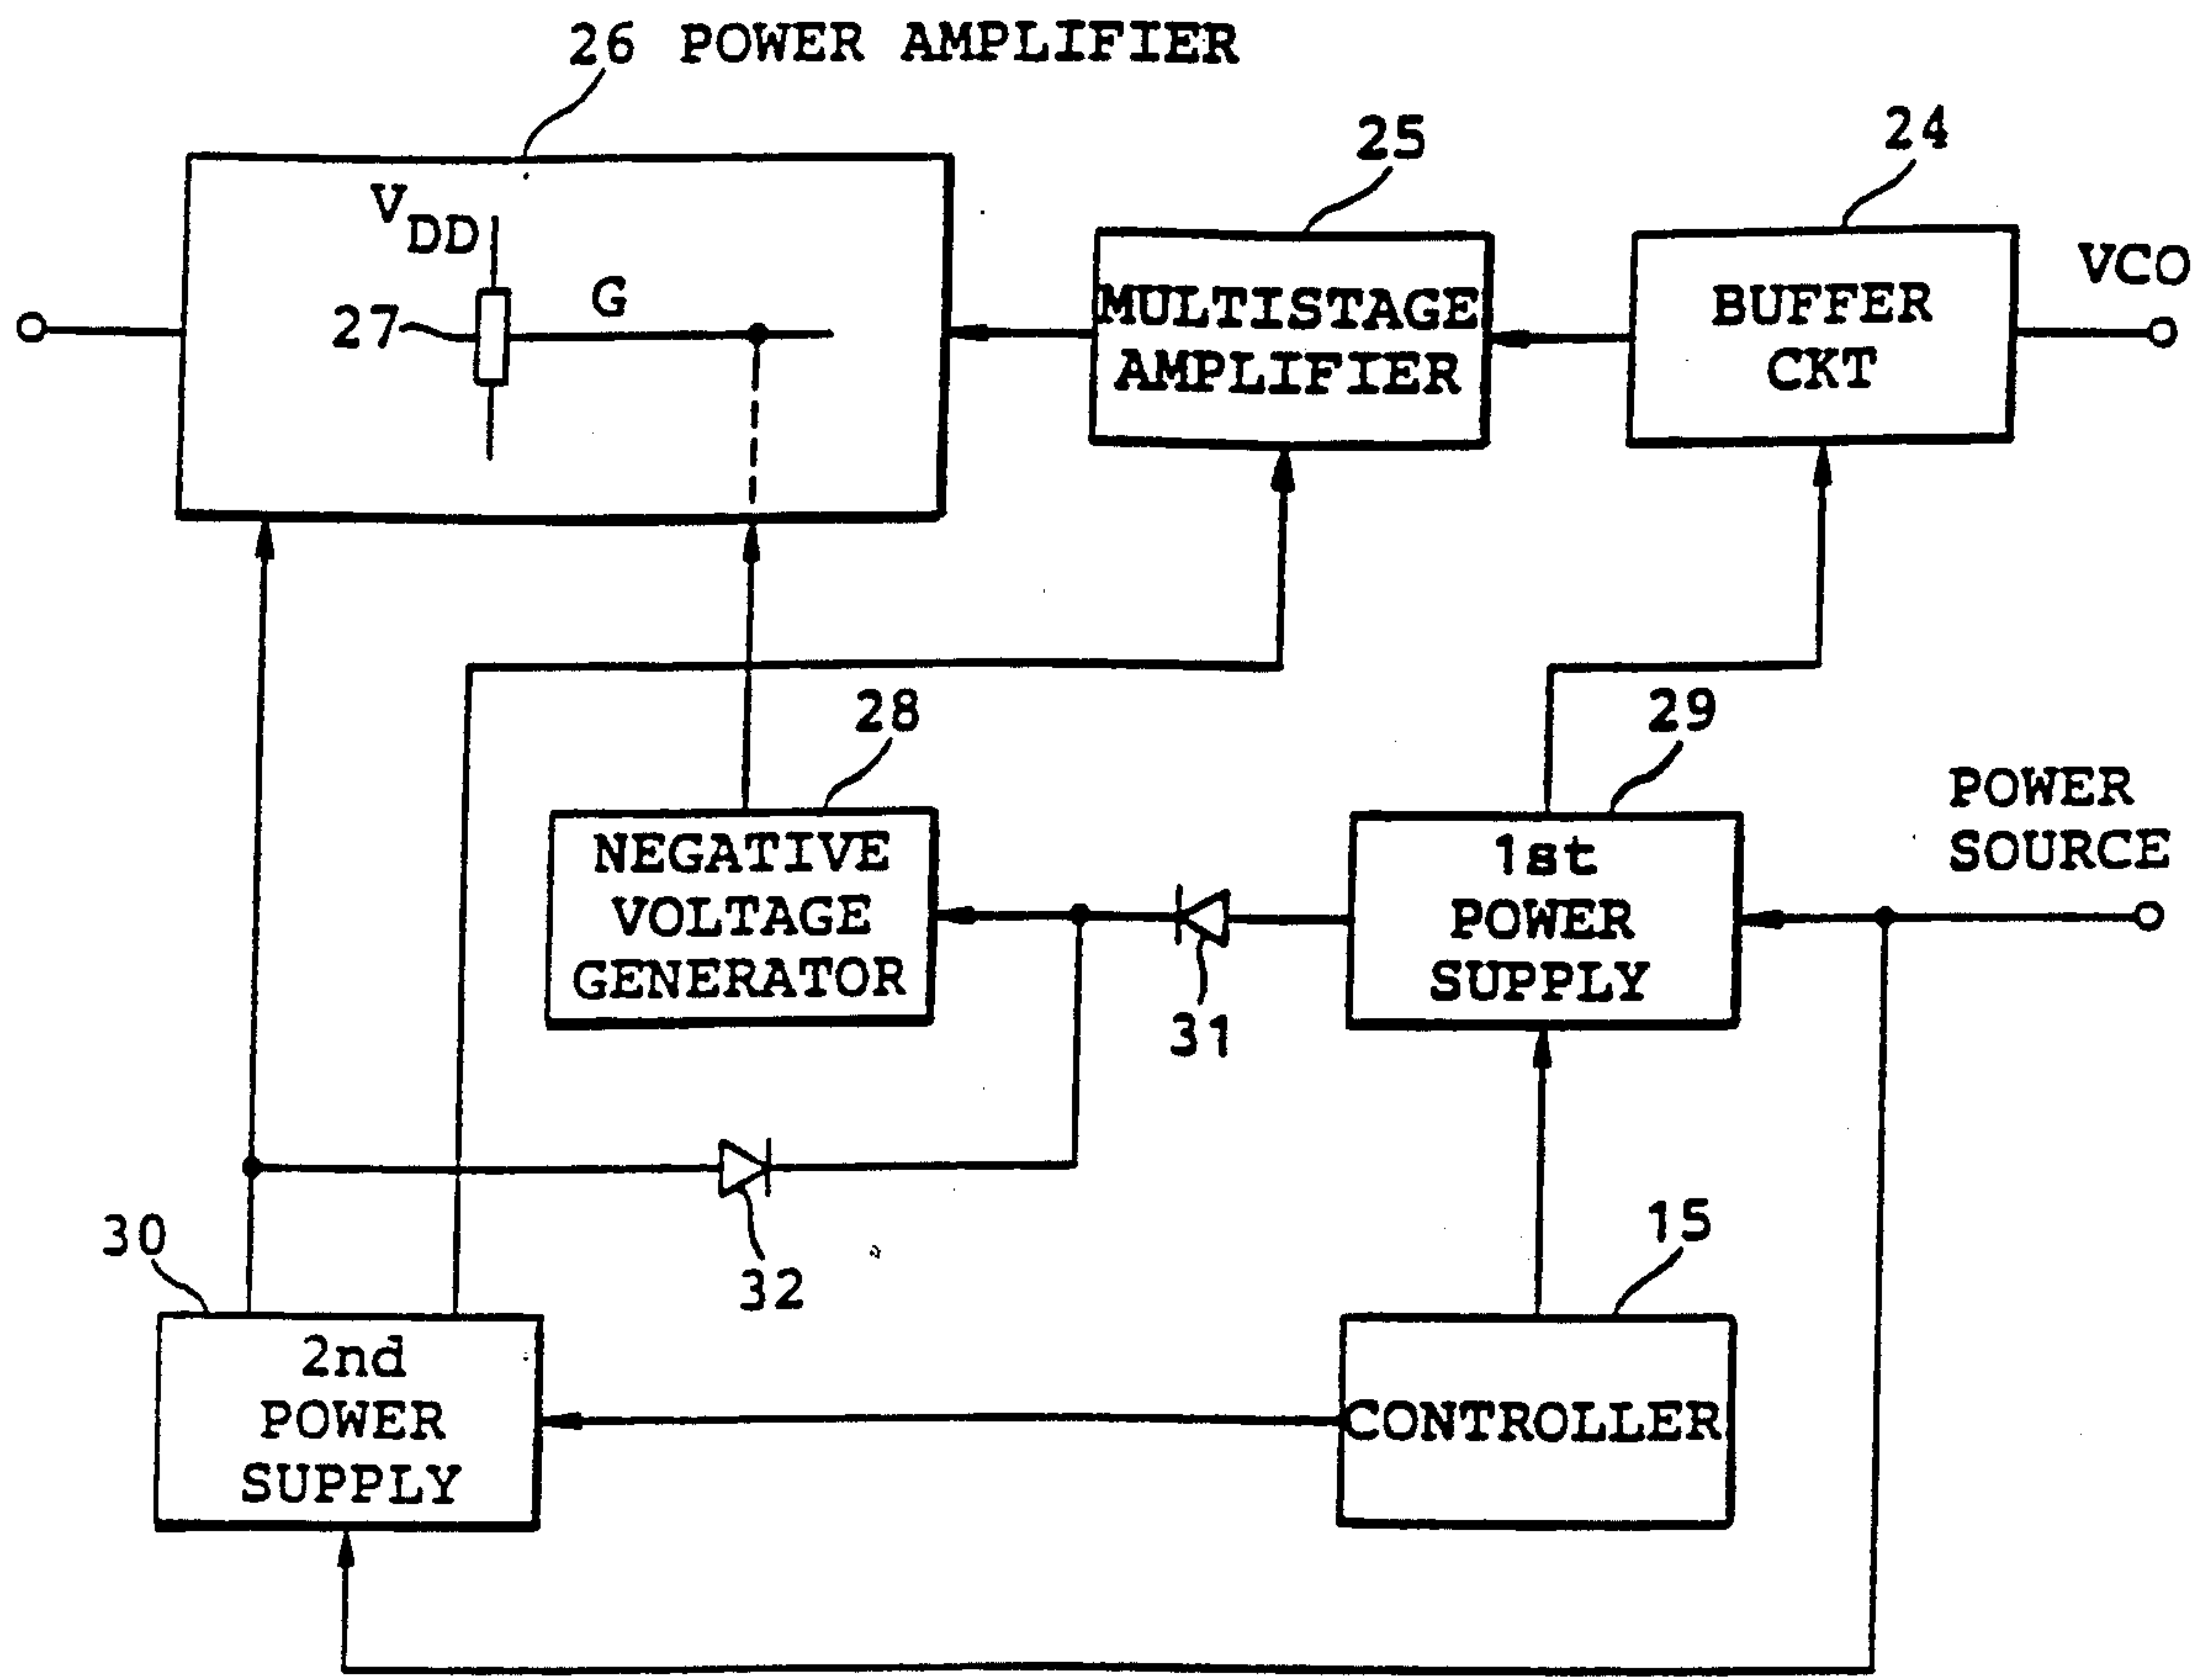 26 POWER AMPLIFIER
25
24
VDD
G
27
MULTISTAGE
AMPLIFIER
BUFFER
CKT
VCO
28
29
NEGATIVE
VOLTAGE
GENERATOR
1st
POWER
SUPPLY
POWER
SOURCE
31
32
30
15
2nd
POWER
SUPPLY
CONTROLLER